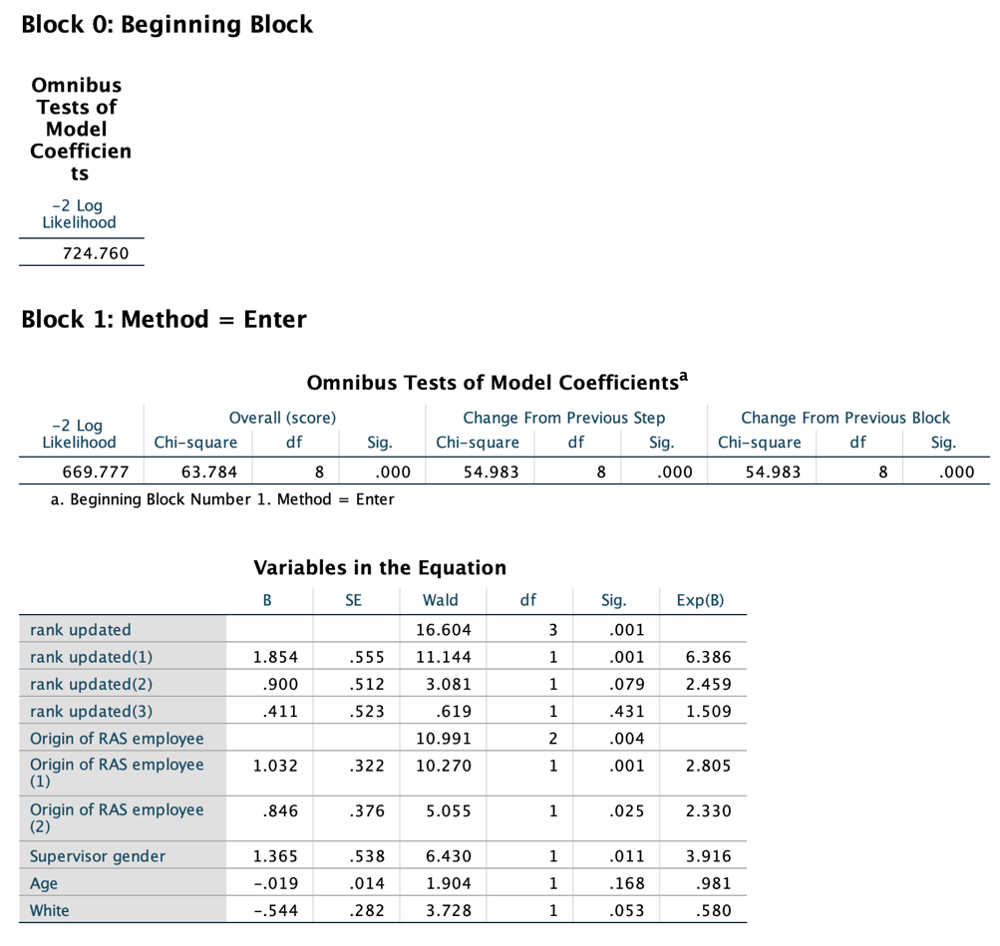 Block 0: Beginning Block
Omnibus
Tests of
Model
Coefficien
ts
-2 Log
Likelihood
724.760
Block 1: Method = Enter
Omnibus Tests of Model Coefficientsa
-2 Log
Likelihood
Overall (score) Change From Previous Step Change From Previous Block
Chi-square df Sig. Chi-square df Sig. Chi-square df Sig.
669.777 63.784 8 .000 54.983 8 .000 54.983 8 .000
a. Beginning Block Number 1. Method = Enter
Variables in the Equation
B SE Wald df Sig. Exp(B)
rank updated 16.604 3 .001
rank updated(1) 1.854 .555 11.144 1 .001 6.386
rank updated(2) .900 .512 3.081 1 .079 2.459
rank updated(3) .411 .523 .619 1 .431 1.509
Origin of RAS employee 10.991 2 .004
Origin of RAS employee 1.032 .322 10.270 1 .001 2.805
(1)
Origin of RAS employee .846 .376 5.055 1 .025 2.330
(2)
Supervisor gender 1.365 .538 6.430 1 .011 3.916
Age -.019 .014 1.904 1 .168 .981
White -.544 .282 3.728 1 .053 .580